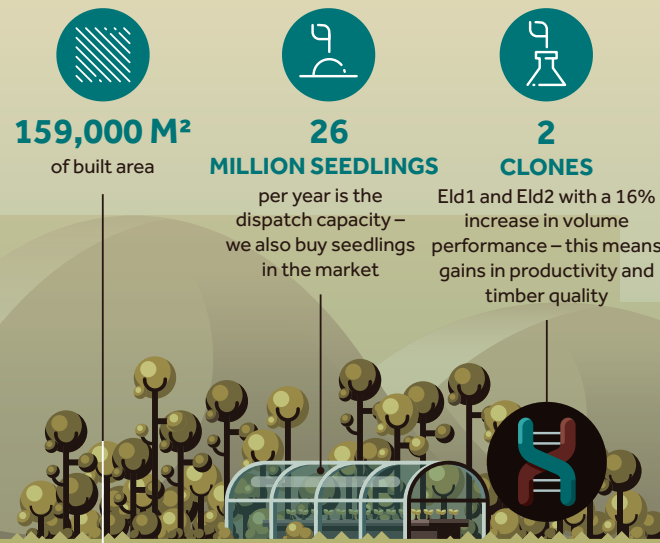 159,000 M²
of built area
26
MILLION SEEDLINGS
per year is the
dispatch capacity –
we also buy seedlings
in the market
2
CLONES
Eld1 and Eld2 with a 16%
increase in volume
performance – this means
gains in productivity and
timber quality